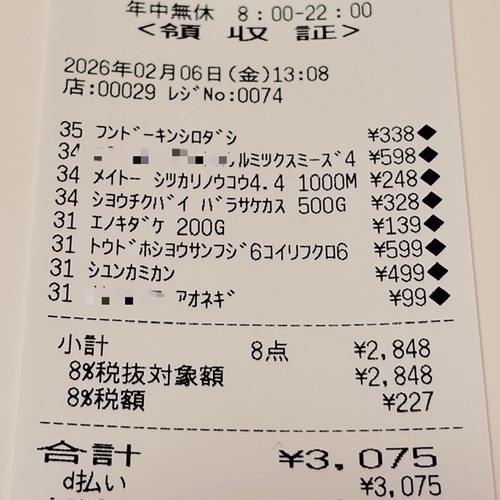 年中無休 8:00-22:00
<領収証>
2026年02月06日(金)13:08
店:00029 レジNo:0074
35 フンドーキンシロダシ ¥338◆
34 ルミックスミーズ4 ¥598◆
34 メイトー シツカリノウコウ4.4 1000M ¥248◆
34 シヨウチクバイ バラサケカス 500G ¥328◆
31 エノキダケ 200G ¥139◆
34 トウドホシヨウサンフジ6コイリフクロ6 ¥599◆
31 シユンカミカン ¥499◆
31 アオネギ ¥99◆
小計 8点 ¥2,848
8%税抜対象額 ¥2,848
8%税額 ¥227
合計 ¥3,075
d払い ¥3,075